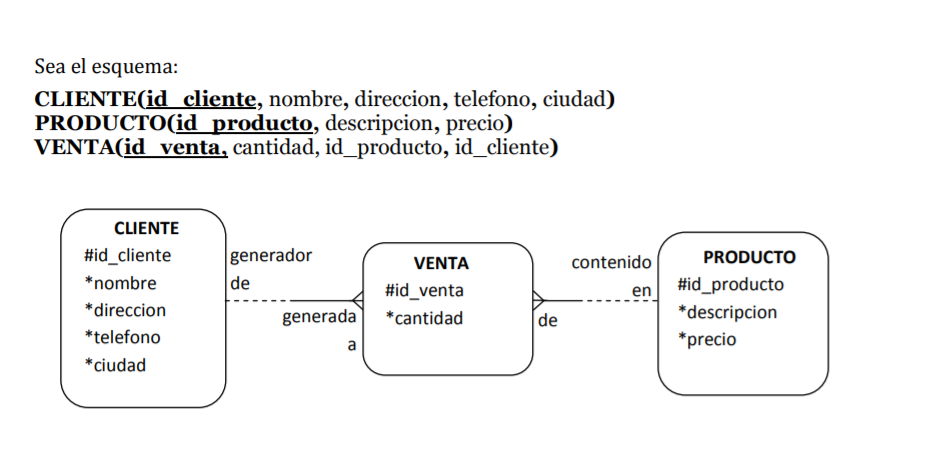 Sea el esquema:
CLIENTE(id_cliente, nombre, direccion, telefono, ciudad)
PRODUCTO(id_producto, descripcion, precio)
VENTA(id_venta, cantidad, id_producto, id_cliente)
CLIENTE
#id_cliente
*nombre
*direccion
*telefono
*ciudad
generador
de
generada
a
VENTA
#id_venta
*cantidad
contenido
en
de
PRODUCTO
#id_producto
*descripcion
*precio